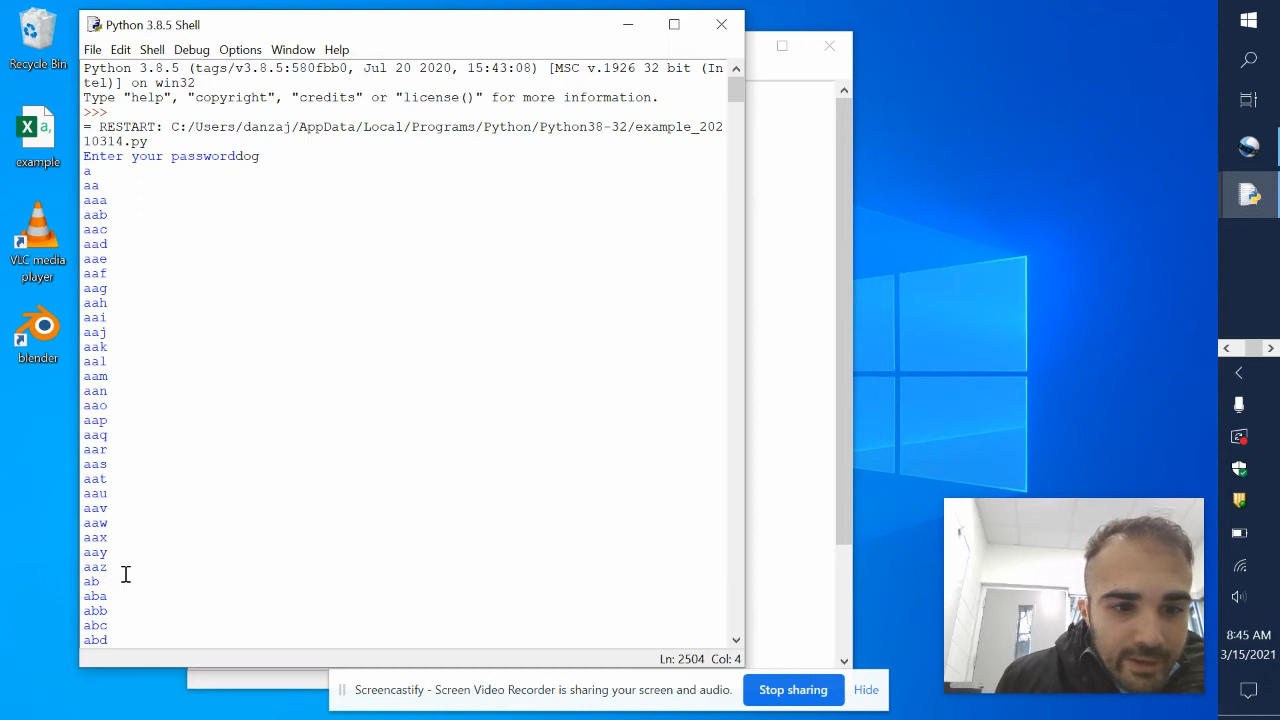 Recycle Bin
example
VLC media
player
blender
Python 3.8.5 Shell
File Edit Shell Debug Options Window Help
Python 3.8.5 (tags/v3.8.5:580fbb0, Jul 20 2020, 15:43:08) [MSC v.1926 32 bit (In
tel)] on win32
Type "help", "copyright", "credits" or "license()" for more information.
>>>
= RESTART: C:/Users/danzaj/AppData/Local/Programs/Python/Python38-32/example_202
10314.py
Enter your passworddog
a
aa
aaa
aab
aac
aad
aae
aaf
aag
aah
aai
aaj
aak
aal
aam
aan
aao
aap
aaq
aar
aas
aat
aau
aav
aaw
aax
aay
aaz
ab
aba
abb
abc
abd
Ln: 2504 Col: 4
Screencastify - Screen Video Recorder is sharing your screen and audio. Stop sharing Hide
8:45 AM
3/15/2021